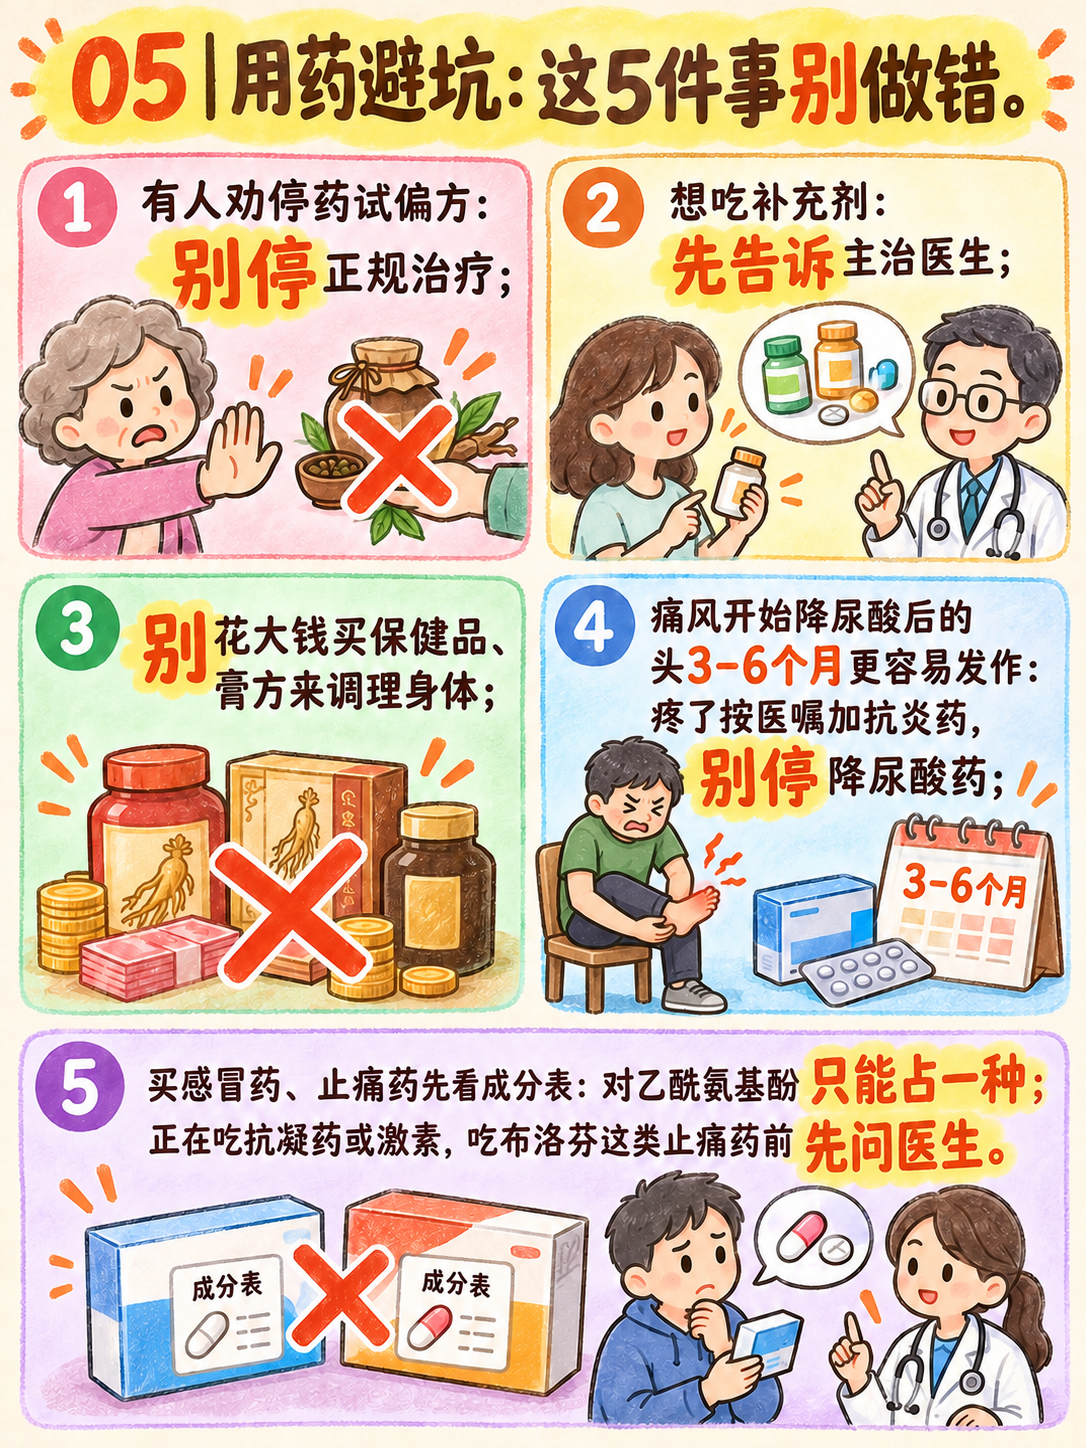 05|用药避坑：这5件事别做错。
1
有人劝停药试偏方：
别停正规治疗；
2
想吃补充剂：
先告诉主治医生；
3
别花大钱买保健品、
膏方来调理身体；
4
痛风开始降尿酸后的
头3-6个月更容易发作：
疼了按医嘱加抗炎药，
别停降尿酸药；
3-6个月
5
买感冒药、止痛药先看成分表：对乙酰氨基酚只能占一种；
正在吃抗凝药或激素，吃布洛芬这类止痛药前先问医生。
成分表
成分表